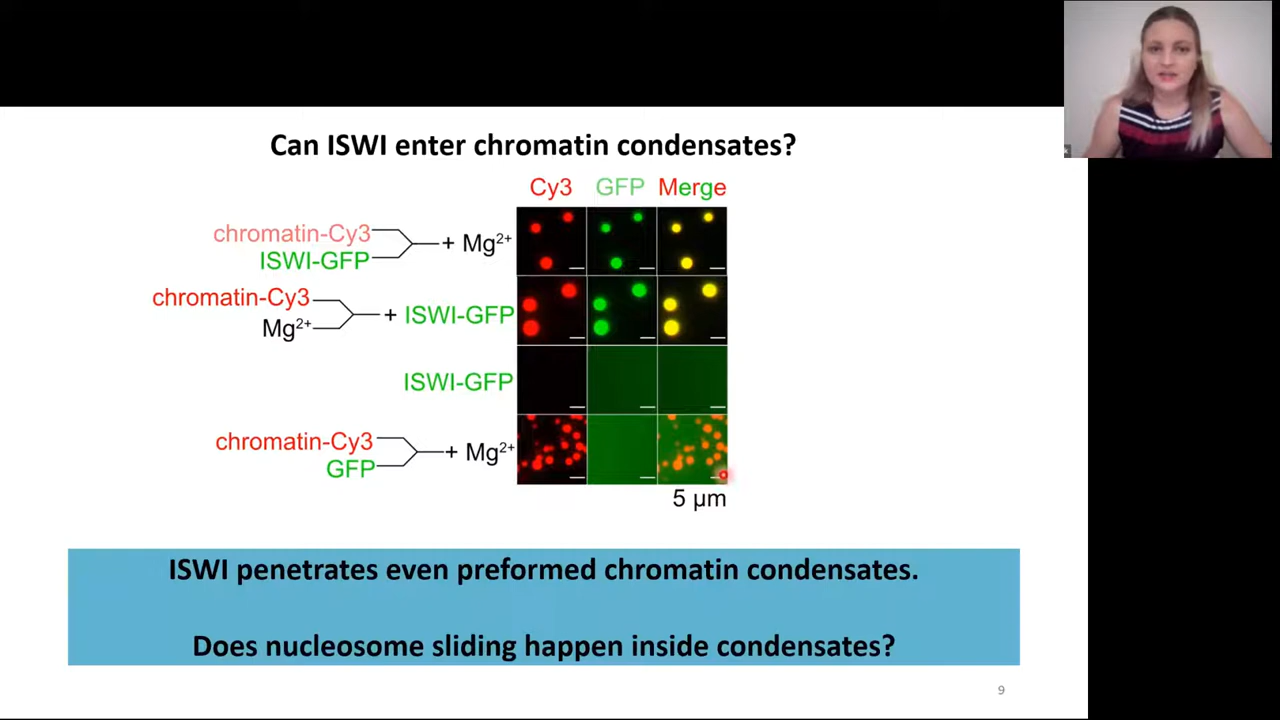 Can ISWI enter chromatin condensates?
Cy3 GFP Merge
chromatin-Cy3
ISWI-GFP
+ Mg²⁺
chromatin-Cy3
Mg²⁺
+ ISWI-GFP
ISWI-GFP
chromatin-Cy3
GFP
+ Mg²⁺
5 µm
ISWI penetrates even preformed chromatin condensates.
Does nucleosome sliding happen inside condensates?
9